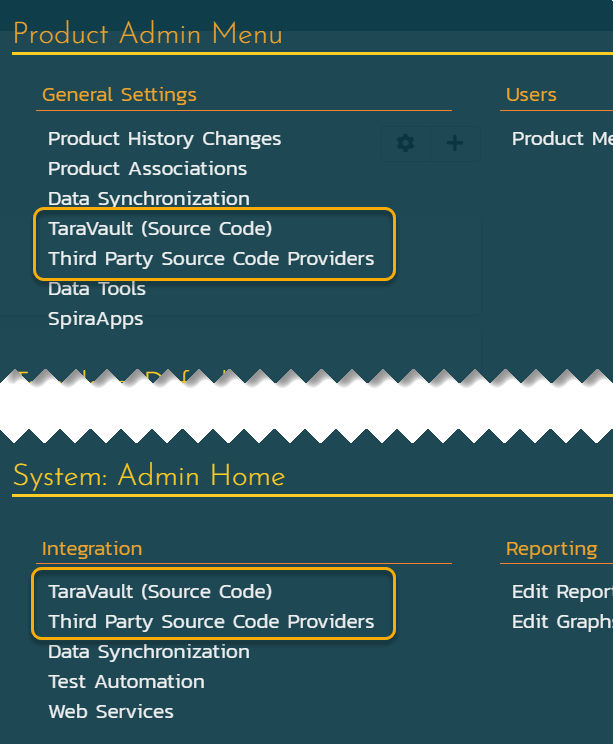 Product Admin Menu
General Settings
Users
Product History Changes
Product Me
Product Associations
Data Synchronization
TaraVault (Source Code)
Third Party Source Code Providers
Data Tools
SpiraApps
System: Admin Home
Integration
Reporting
TaraVault (Source Code)
Edit Repor
Third Party Source Code Providers
Edit Graphs
Data Synchronization
Test Automation
Web Services